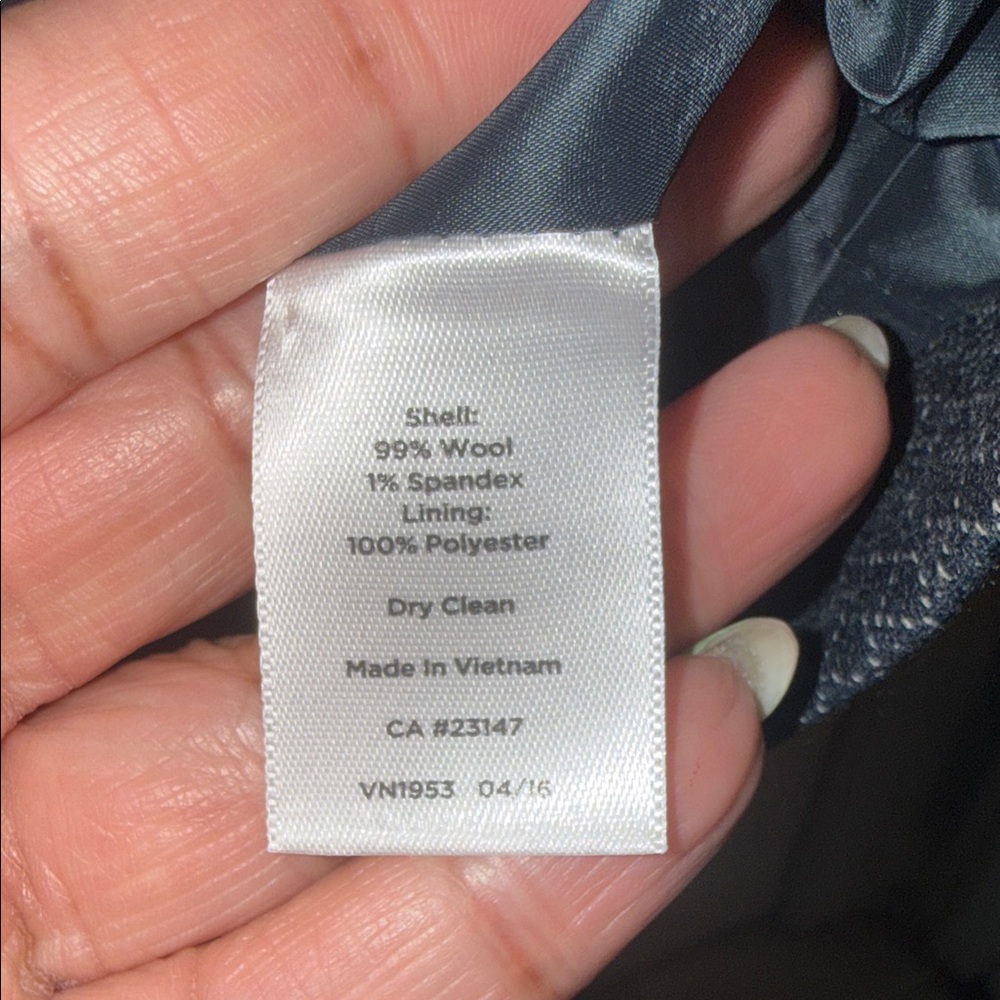 Shell:
99% Wool
1% Spandex
Lining:
100% Polyester
Dry Clean
Made In Vietnam
CA #23147
VN1953 04/16